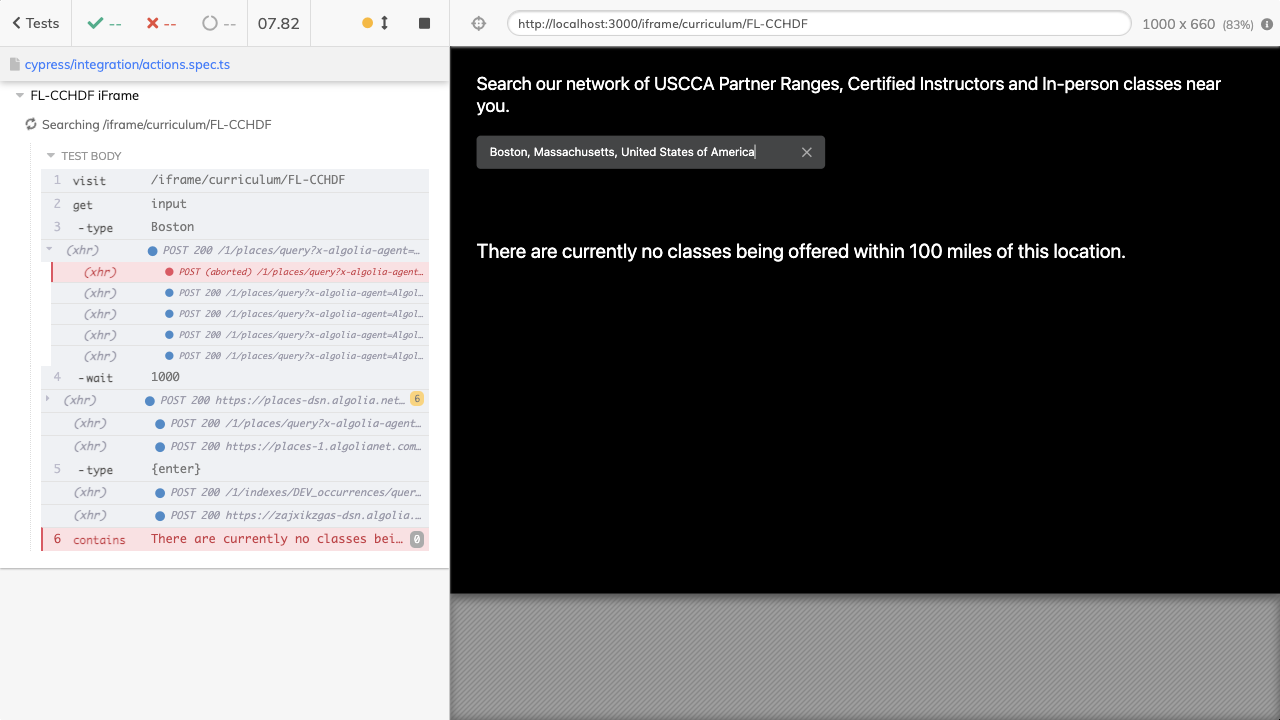 Tests
--
--
--
07.82
http://localhost:3000/iframe/curriculum/FL-CCHDF
1000 x 660 (83%)
cypress/integration/actions.spec.ts
FL-CCHDF iFrame
Searching /iframe/curriculum/FL-CCHDF
TEST BODY
1 visit /iframe/curriculum/FL-CCHDF
2 get input
3 -type Boston
(xhr) POST 200 /1/places/query?x-algolia-agent=…
(xhr) POST (aborted) /1/places/query?x-algolia-agent…
(xhr) POST 200 /1/places/query?x-algolia-agent=Algol…
(xhr) POST 200 /1/places/query?x-algolia-agent=Algol…
(xhr) POST 200 /1/places/query?x-algolia-agent=Algol…
(xhr) POST 200 /1/places/query?x-algolia-agent=Algol…
4 -wait 1000
(xhr) POST 200 https://places-dsn.algolia.net… 6
(xhr) POST 200 /1/places/query?x-algolia-agent…
(xhr) POST 200 https://places-1.algolianet.com…
5 -type {enter}
(xhr) POST 200 /1/indexes/DEV_occurrences/quer…
(xhr) POST 200 https://zajxikzgas-dsn.algolia.…
6 contains There are currently no classes bei… 0
Search our network of USCCA Partner Ranges, Certified Instructors and In-person classes near
you.
Boston, Massachusetts, United States of America
There are currently no classes being offered within 100 miles of this location.